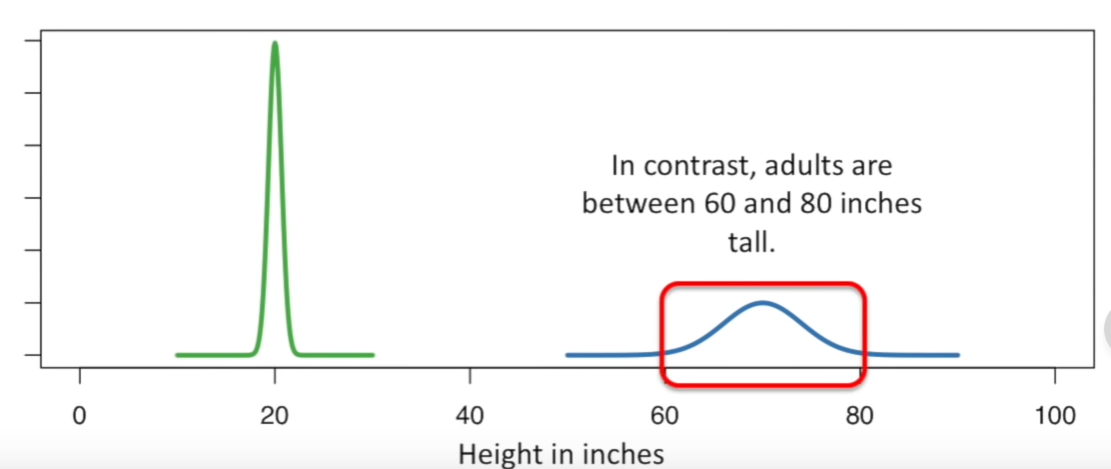 In contrast, adults are
between 60 and 80 inches
tall.
0 20 40 60 80 100
Height in inches